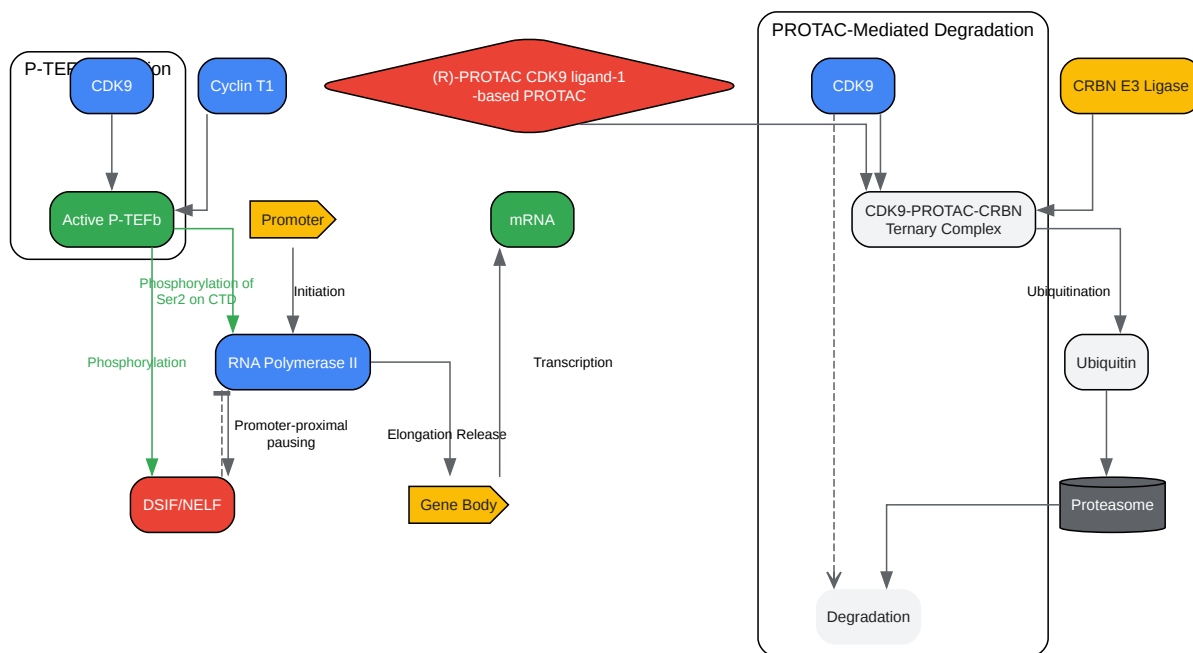 PROTAC-Mediated Degradation
P-TEF
on
CDK9
Cyclin T1
(R)-PROTAC CDK9 ligand-1
-based PROTAC
CDK9
CRBN E3 Ligase
Active P-TEFb
Promoter
mRNA
CDK9-PROTAC-CRBN
Ternary Complex
Phosphorylation of
Ser2 on CTD
Initiation
Ubiquitination
Phosphorylation
RNA Polymerase II
Transcription
Ubiquitin
Promoter-proximal
pausing
Elongation Release
DSIF/NELF
Gene Body
Proteasome
Degradation